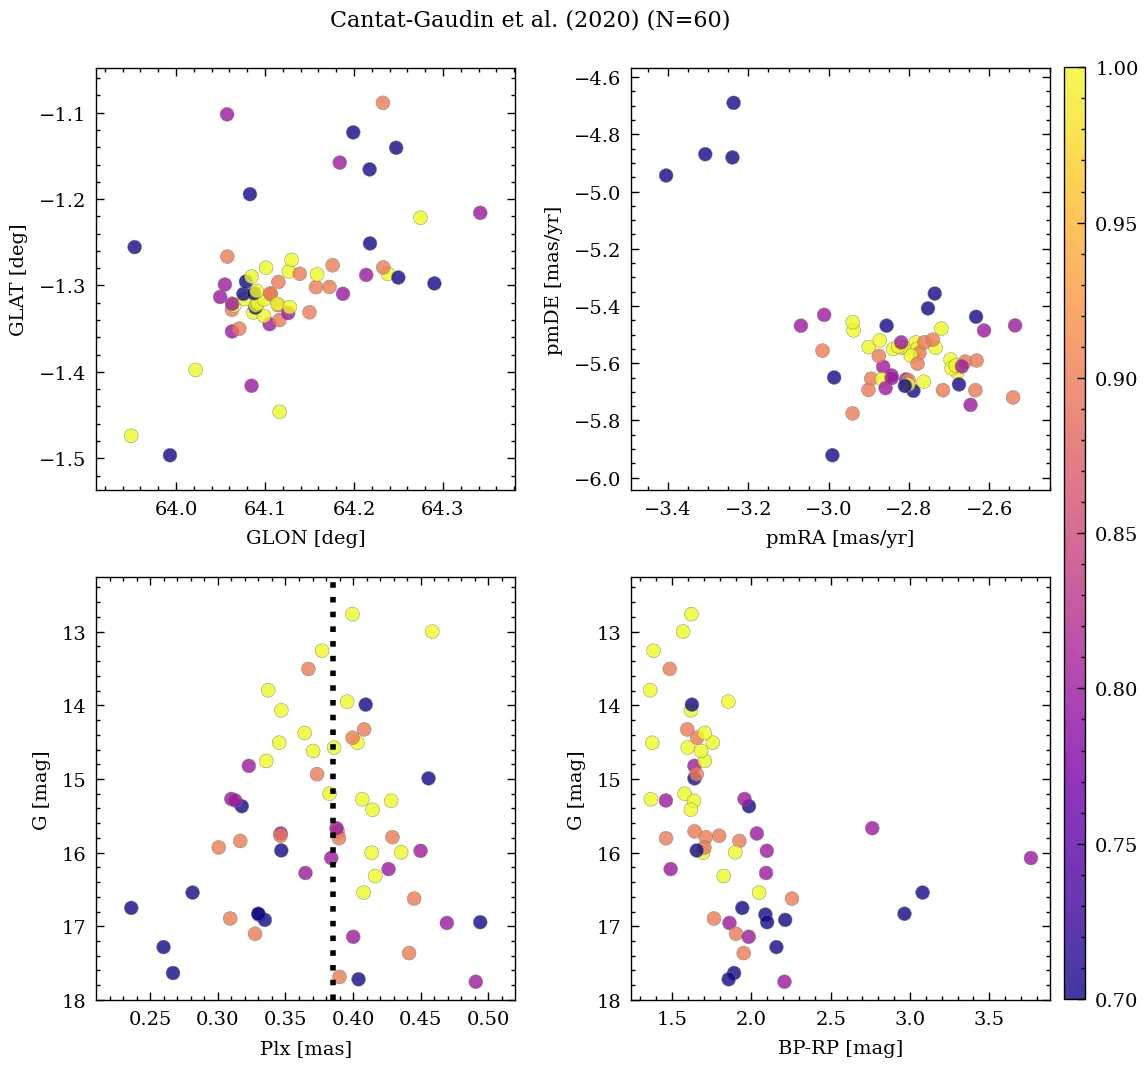 Cantat-Gaudin et al. (2020) (N=60)
−1.1
−1.2
−1.3
−1.4
−1.5
GLAT [deg]
64.0 64.1 64.2 64.3
GLON [deg]
−4.6
−4.8
−5.0
−5.2
−5.4
−5.6
−5.8
−6.0
pmDE [mas/yr]
−3.4 −3.2 −3.0 −2.8 −2.6
pmRA [mas/yr]
1.00
0.95
0.90
0.85
0.80
0.75
0.70
13
14
15
16
17
18
G [mag]
0.25 0.30 0.35 0.40 0.45 0.50
Plx [mas]
13
14
15
16
17
18
G [mag]
1.5 2.0 2.5 3.0 3.5
BP-RP [mag]